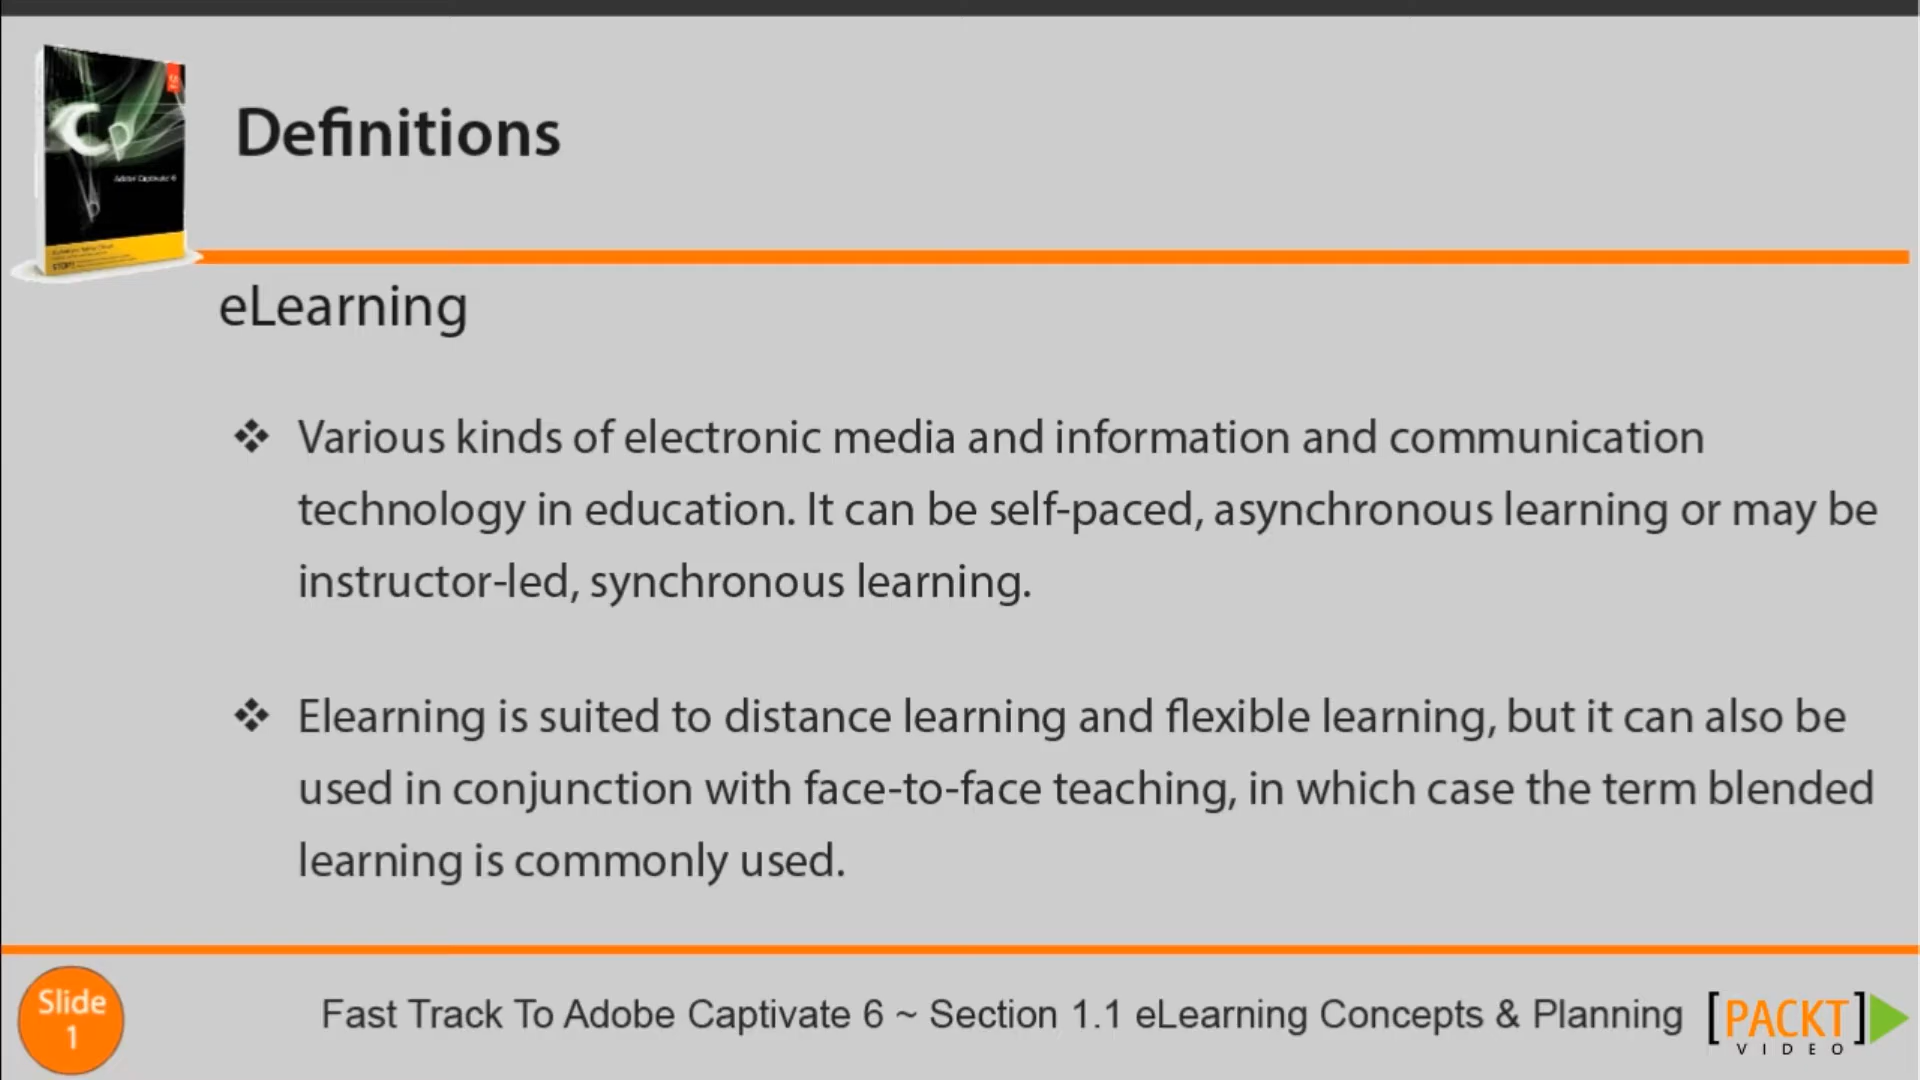 Definitions
Adobe Captivate 6
eLearning
❖ Various kinds of electronic media and information and communication
technology in education. It can be self-paced, asynchronous learning or may be
instructor-led, synchronous learning.
❖ Elearning is suited to distance learning and flexible learning, but it can also be
used in conjunction with face-to-face teaching, in which case the term blended
learning is commonly used.
Slide
1
Fast Track To Adobe Captivate 6 ~ Section 1.1 eLearning Concepts & Planning
[PACKT]
VIDEO